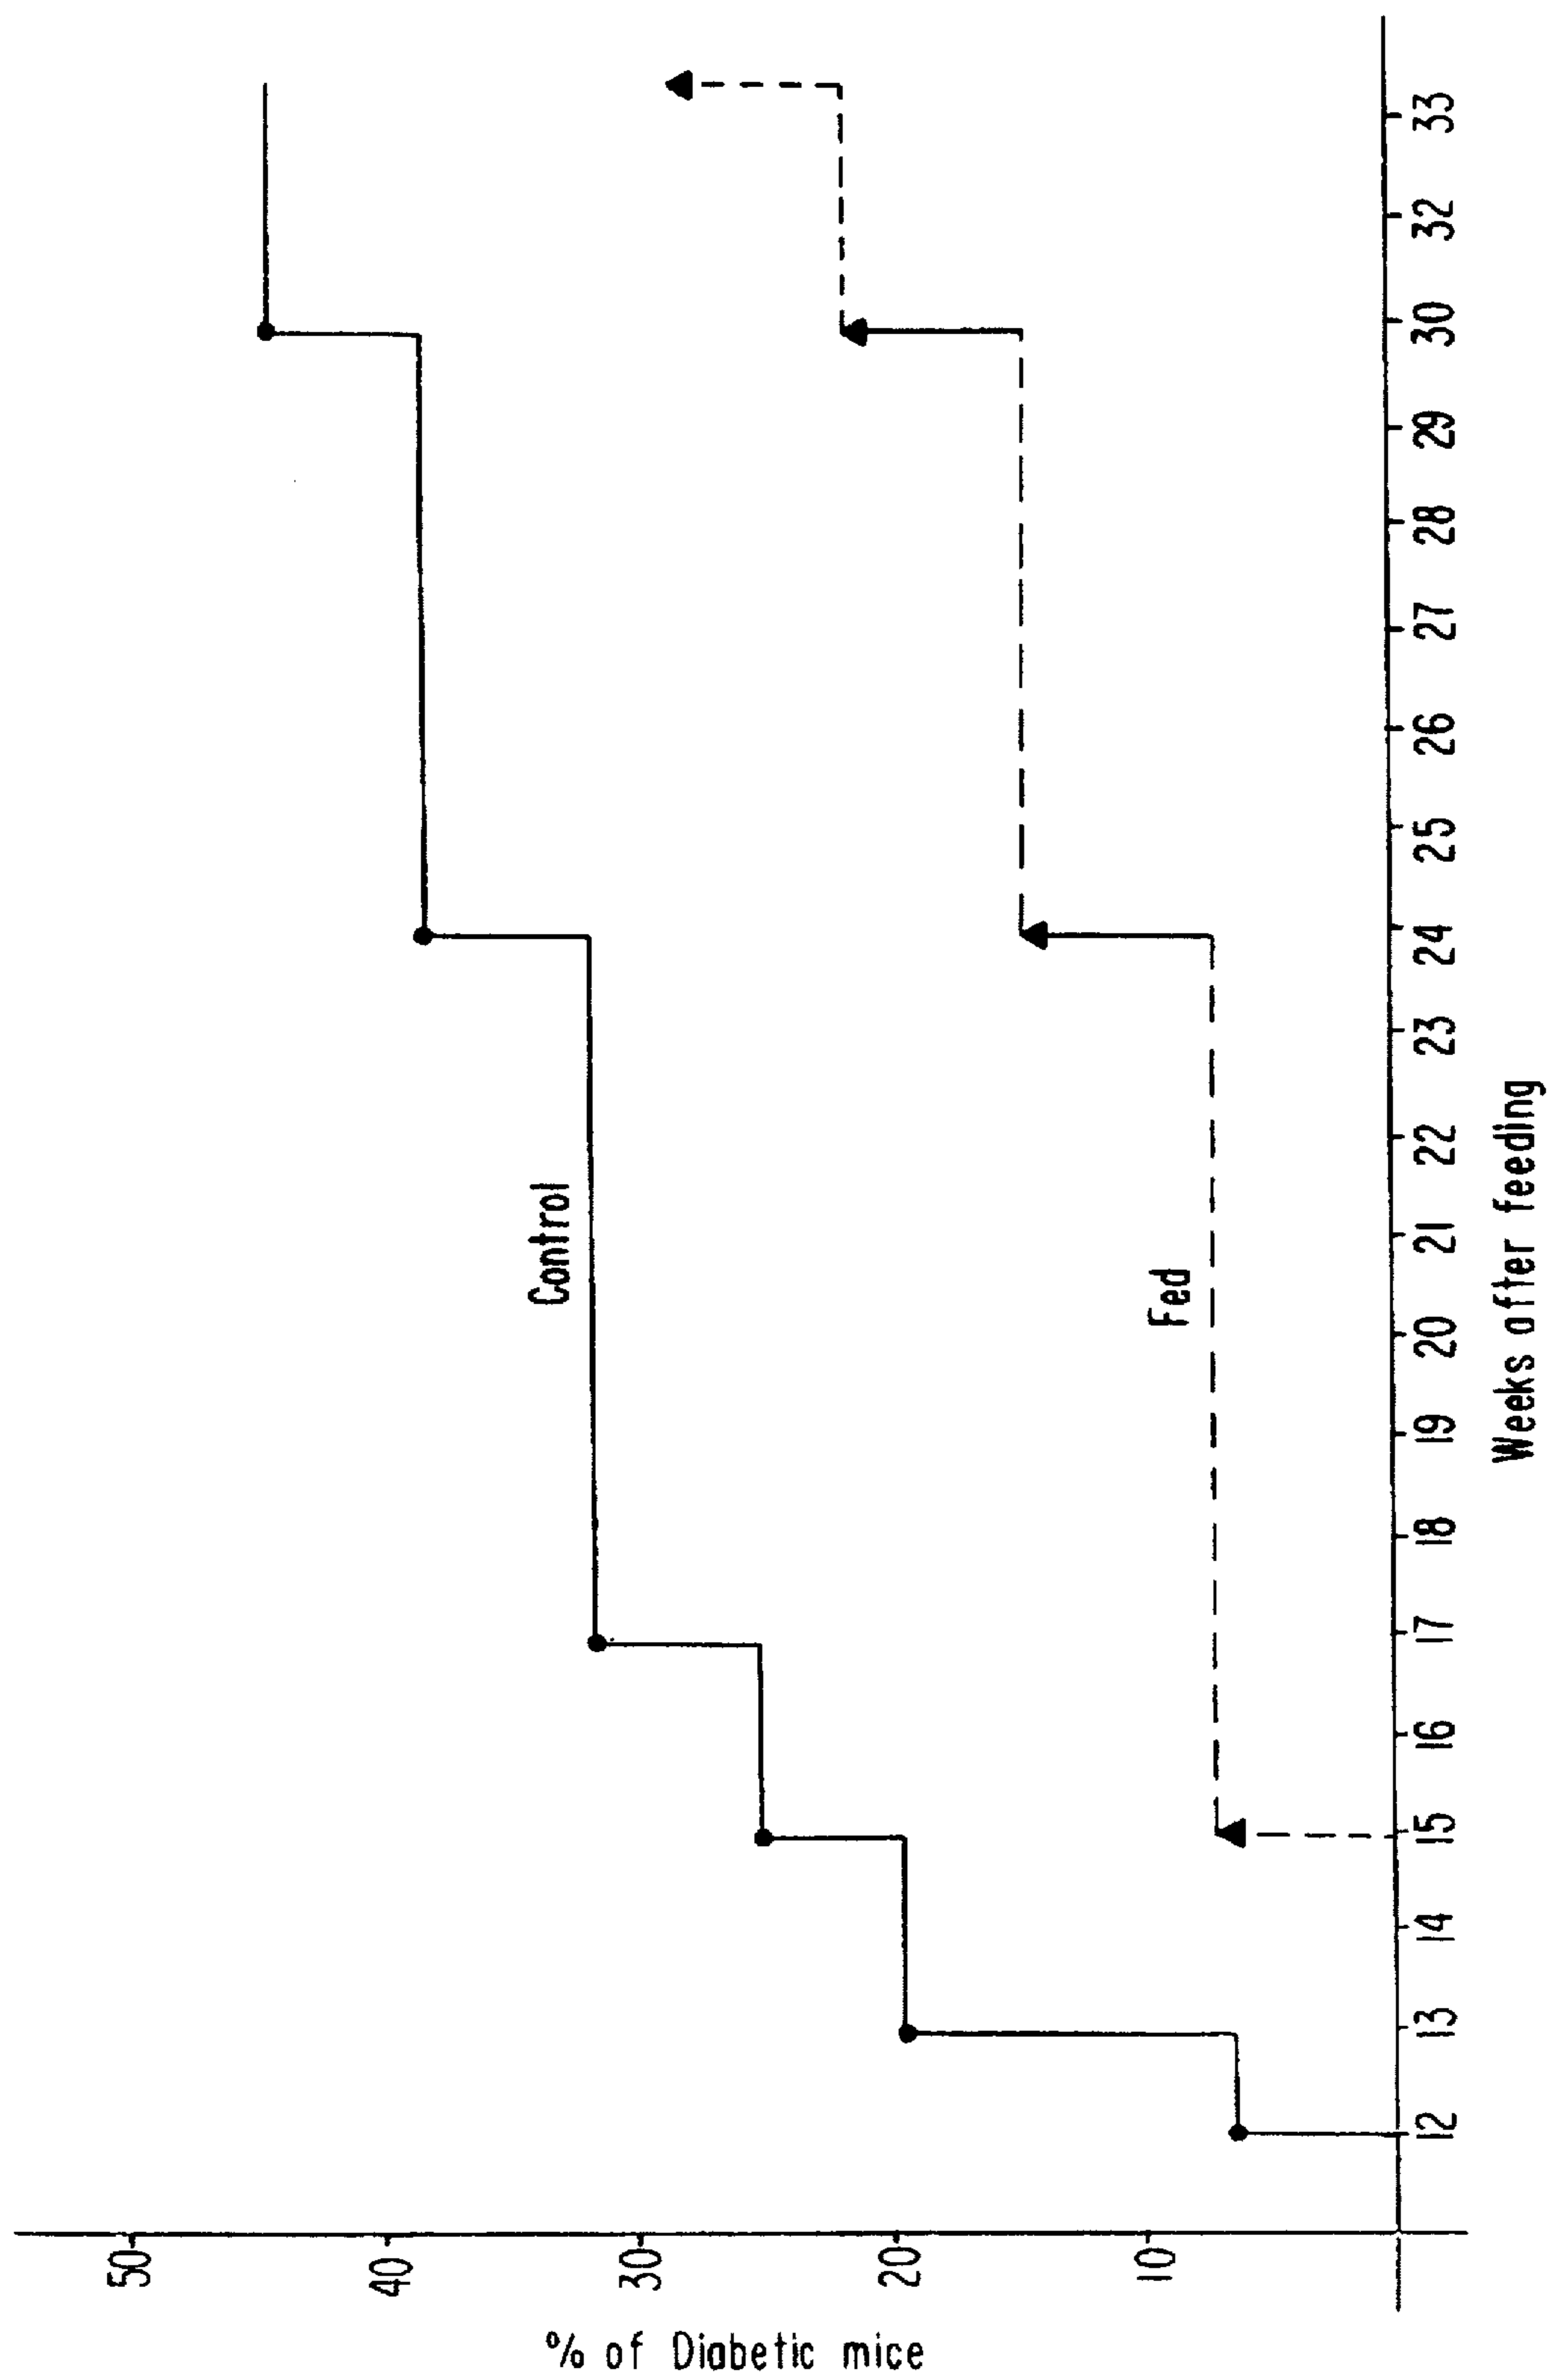 % of Diabetic mice
50
40
30
20
10
Control
Fed
12 13 14 15 16 17 18 19 20 21 22 23 24 25 26 27 28 29 30 32 33
Weeks after feeding